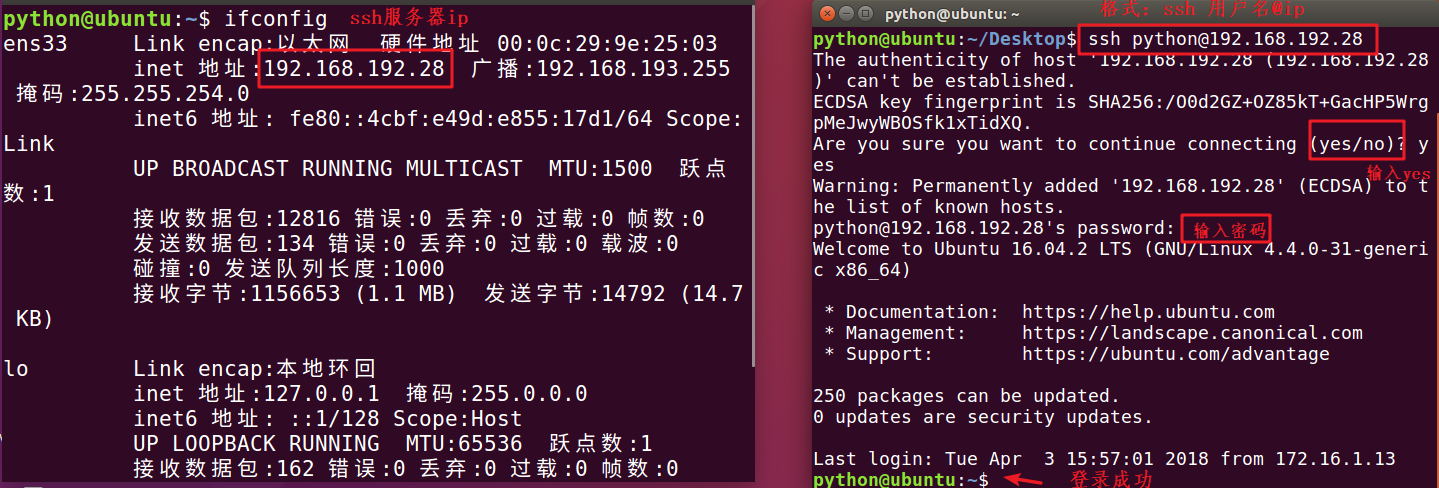 python@ubuntu:~$ ifconfig ssh服务器ip
ens33 Link encap:以太网 硬件地址 00:0c:29:9e:25:03
inet 地址:192.168.192.28 广播:192.168.193.255
掩码:255.255.254.0
inet6 地址: fe80::4cbf:e49d:e855:17d1/64 Scope:
Link
UP BROADCAST RUNNING MULTICAST MTU:1500 跃点
数:1
接收数据包:12816 错误:0 丢弃:0 过载:0 帧数:0
发送数据包:134 错误:0 丢弃:0 过载:0 载波:0
碰撞:0 发送队列长度:1000
接收字节:1156653 (1.1 MB) 发送字节:14792 (14.7
KB)
lo Link encap:本地环回
inet 地址:127.0.0.1 掩码:255.0.0.0
inet6 地址: ::1/128 Scope:Host
UP LOOPBACK RUNNING MTU:65536 跃点数:1
接收数据包:162 错误:0 丢弃:0 过载:0 帧数:0
python@ubuntu: ~ 格式: ssh 用户名@ip
python@ubuntu:~/Desktop$ ssh python@192.168.192.28
The authenticity of host '192.168.192.28 (192.168.192.28
)' can't be established.
ECDSA key fingerprint is SHA256:/O0d2GZ+OZ85kT+GacHP5Wrg
pMeJwyWBOSfk1xTidXQ.
Are you sure you want to continue connecting (yes/no)? y
es
输入yes
Warning: Permanently added '192.168.192.28' (ECDSA) to t
he list of known hosts.
python@192.168.192.28's password: 输入密码
Welcome to Ubuntu 16.04.2 LTS (GNU/Linux 4.4.0-31-generi
c x86_64)
* Documentation: https://help.ubuntu.com
* Management: https://landscape.canonical.com
* Support: https://ubuntu.com/advantage
250 packages can be updated.
0 updates are security updates.
Last login: Tue Apr 3 15:57:01 2018 from 172.16.1.13
python@ubuntu:~$ 登录成功